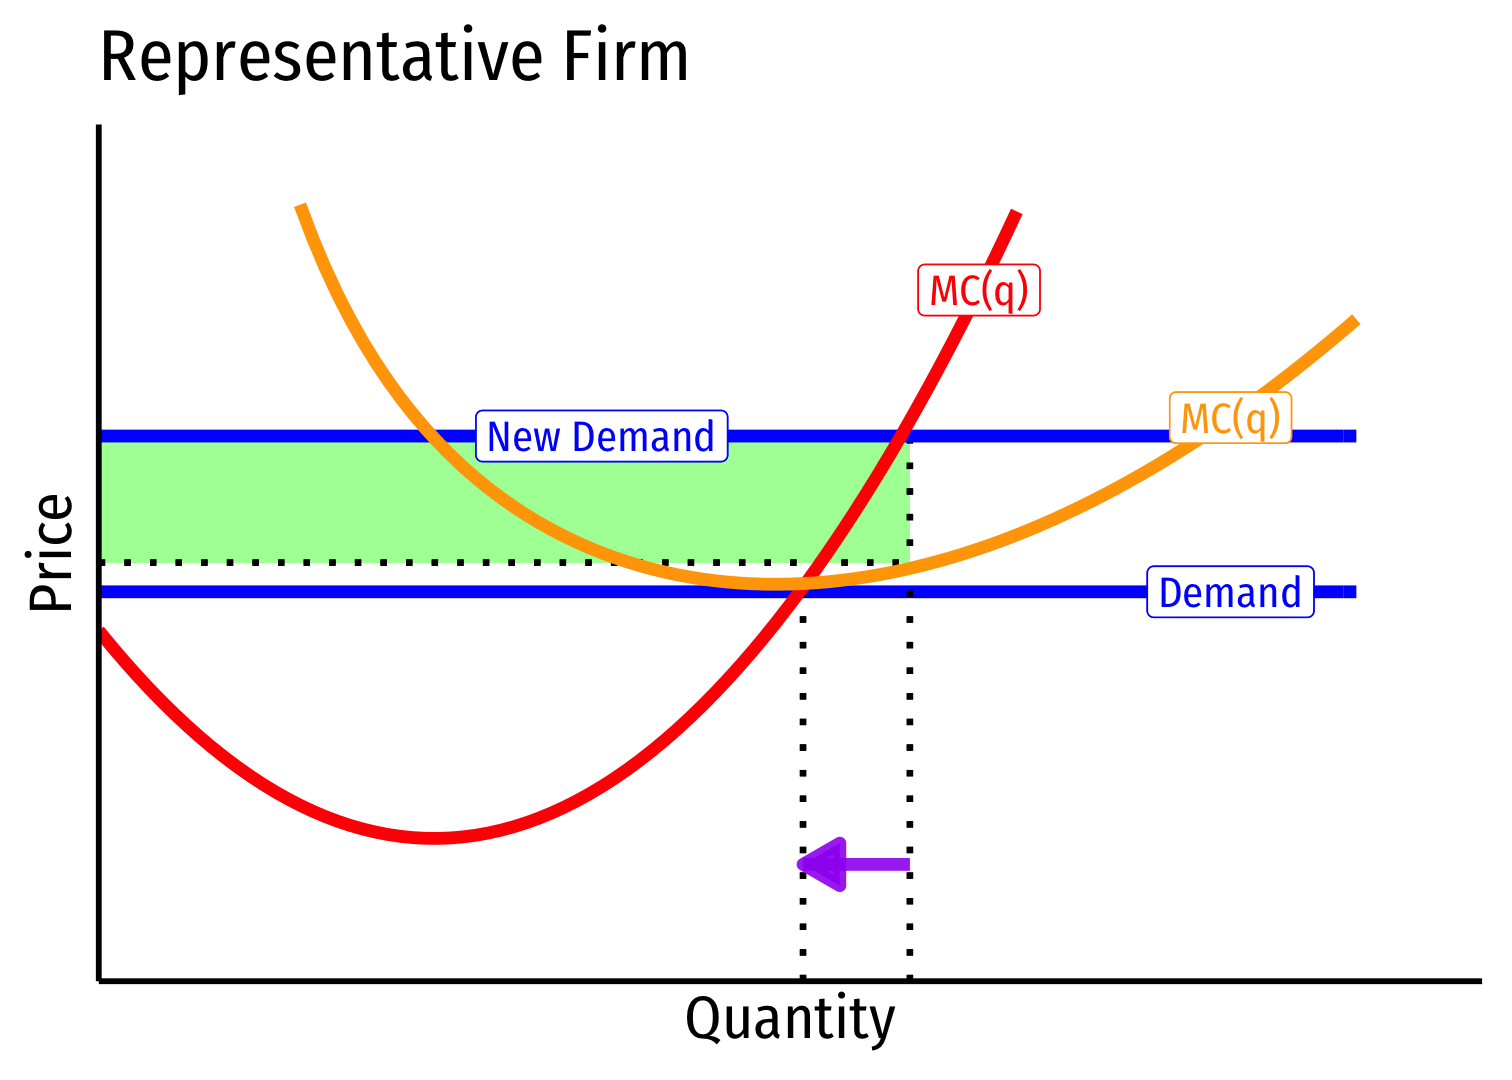 Representative Firm
MC(q)
MC(q)
New Demand
Demand
Price
Quantity